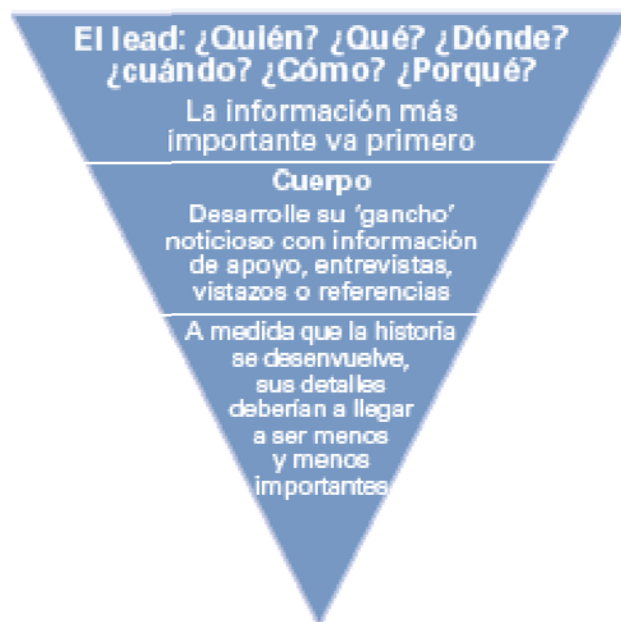 El lead: ¿Quién? ¿Qué? ¿Dónde?
¿cuándo? ¿Cómo? ¿Porqué?
La información más
importante va primero
Cuerpo
Desarrolle su ‘gancho’
noticioso con información
de apoyo, entrevistas,
vistazos o referencias
A medida que la historia
se desenvuelve,
sus detalles
deberían a llegar
a ser menos
y menos
importantes